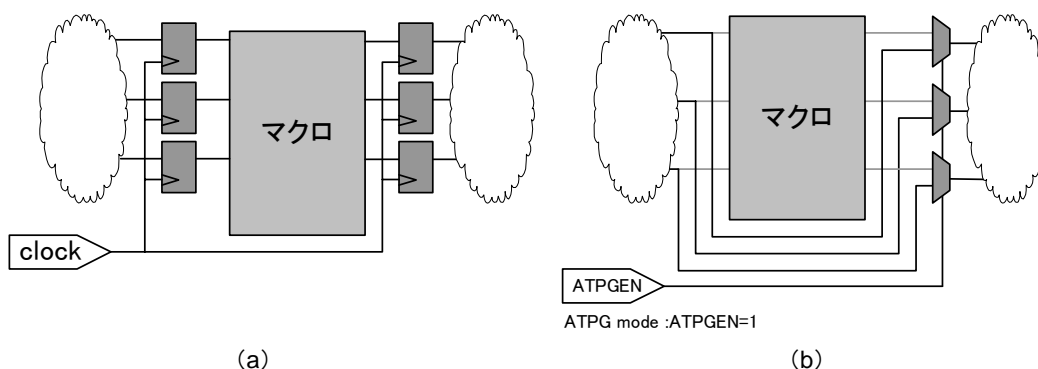 マクロ
clock
(a)
マクロ
ATPGEN
ATPG mode :ATPGEN=1
(b)